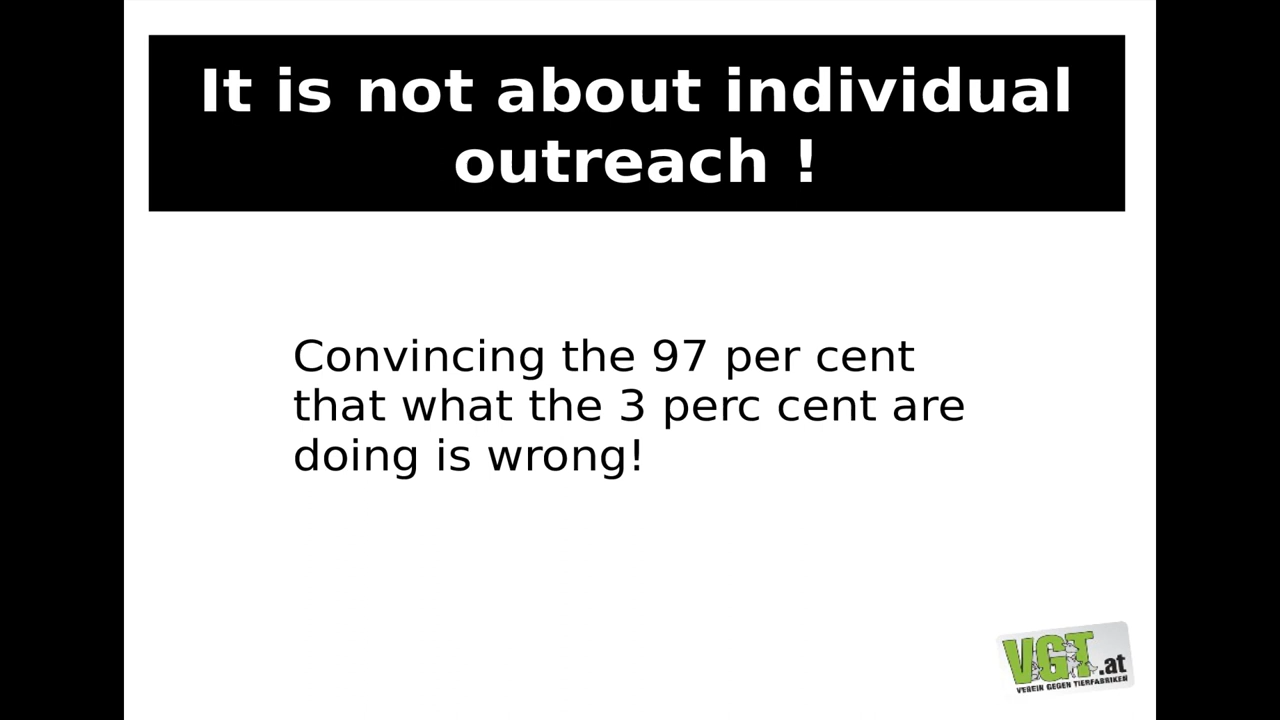 It is not about individual
outreach !
Convincing the 97 per cent
that what the 3 perc cent are
doing is wrong!
VGT.at
VEREIN GEGEN TIERFABRIKEN